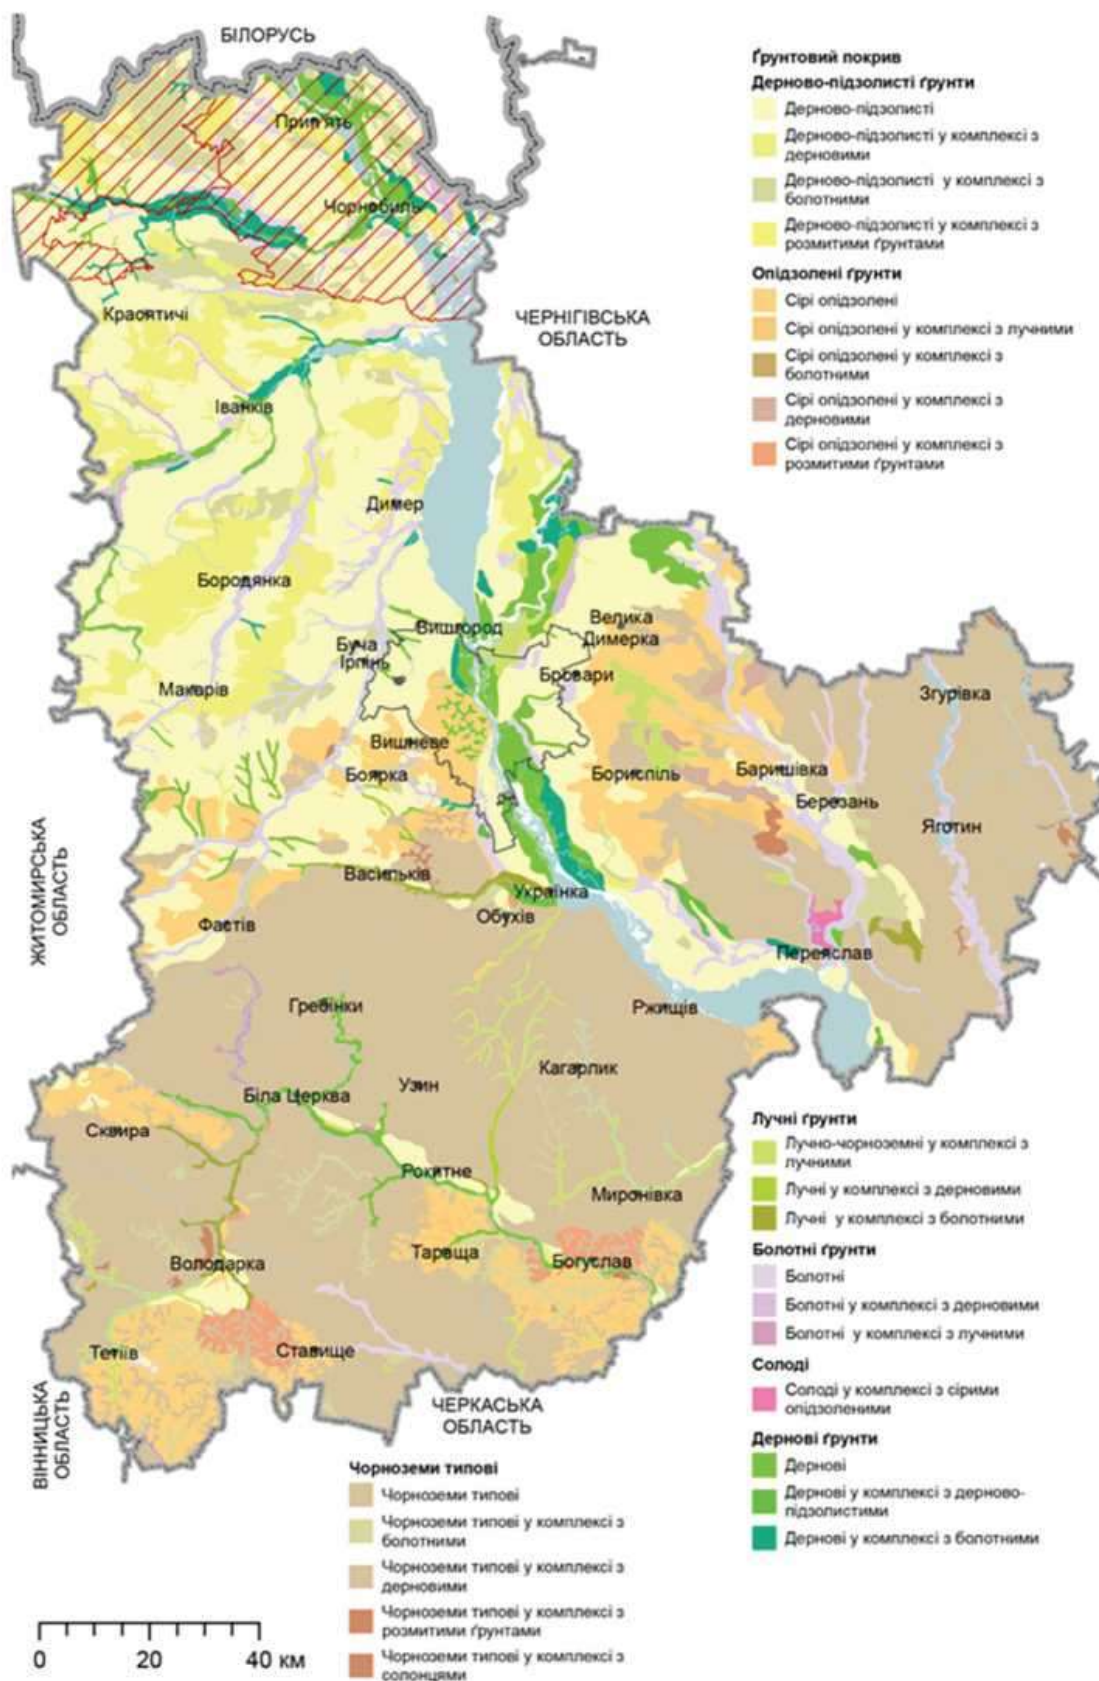 БІЛОРУСЬ
Прип'ять
Чорнобиль
Красятичі
ЧЕРНІГІВСЬКА
ОБЛАСТЬ
Іванків
Димер
Бородянка
Вишгород
Велика
Димерка
Буча
Ірпінь
Бровари
Макарів
Згурівка
Вишневе
Боярка
Бориспіль
Баришівка
Березань
Яготин
ЖИТОМИРСЬКА
ОБЛАСТЬ
Васильків
Українка
Обухів
Фастів
Переяслав
Гребінки
Ржищів
Кагарлик
Узин
Біла Церква
Сквира
Рокитне
Миронівка
Тараща
Богуслав
Володарка
Тетіїв
Ставище
ВІННИЦЬКА
ОБЛАСТЬ
ЧЕРКАСЬКА
ОБЛАСТЬ
Ґрунтовий покрив
Дерново-підзолисті ґрунти
Дерново-підзолисті
Дерново-підзолисті у комплексі з
дерновими
Дерново-підзолисті у комплексі з
болотними
Дерново-підзолисті у комплексі з
розмитими ґрунтами
Опідзолені ґрунти
Сірі опідзолені
Сірі опідзолені у комплексі з лучними
Сірі опідзолені у комплексі з
болотними
Сірі опідзолені у комплексі з
дерновими
Сірі опідзолені у комплексі з
розмитими ґрунтами
Лучні ґрунти
Лучно-чорноземні у комплексі з
лучними
Лучні у комплексі з дерновими
Лучні у комплексі з болотними
Болотні ґрунти
Болотні
Болотні у комплексі з дерновими
Болотні у комплексі з лучними
Солоді
Солоді у комплексі з сірими
опідзоленими
Дернові ґрунти
Дернові
Дернові у комплексі з дерново-
підзолистими
Дернові у комплексі з болотними
Чорноземи типові
Чорноземи типові
Чорноземи типові у комплексі з
болотними
Чорноземи типові у комплексі з
дерновими
Чорноземи типові у комплексі з
розмитими ґрунтами
Чорноземи типові у комплексі з
солонцями
0 20 40 км